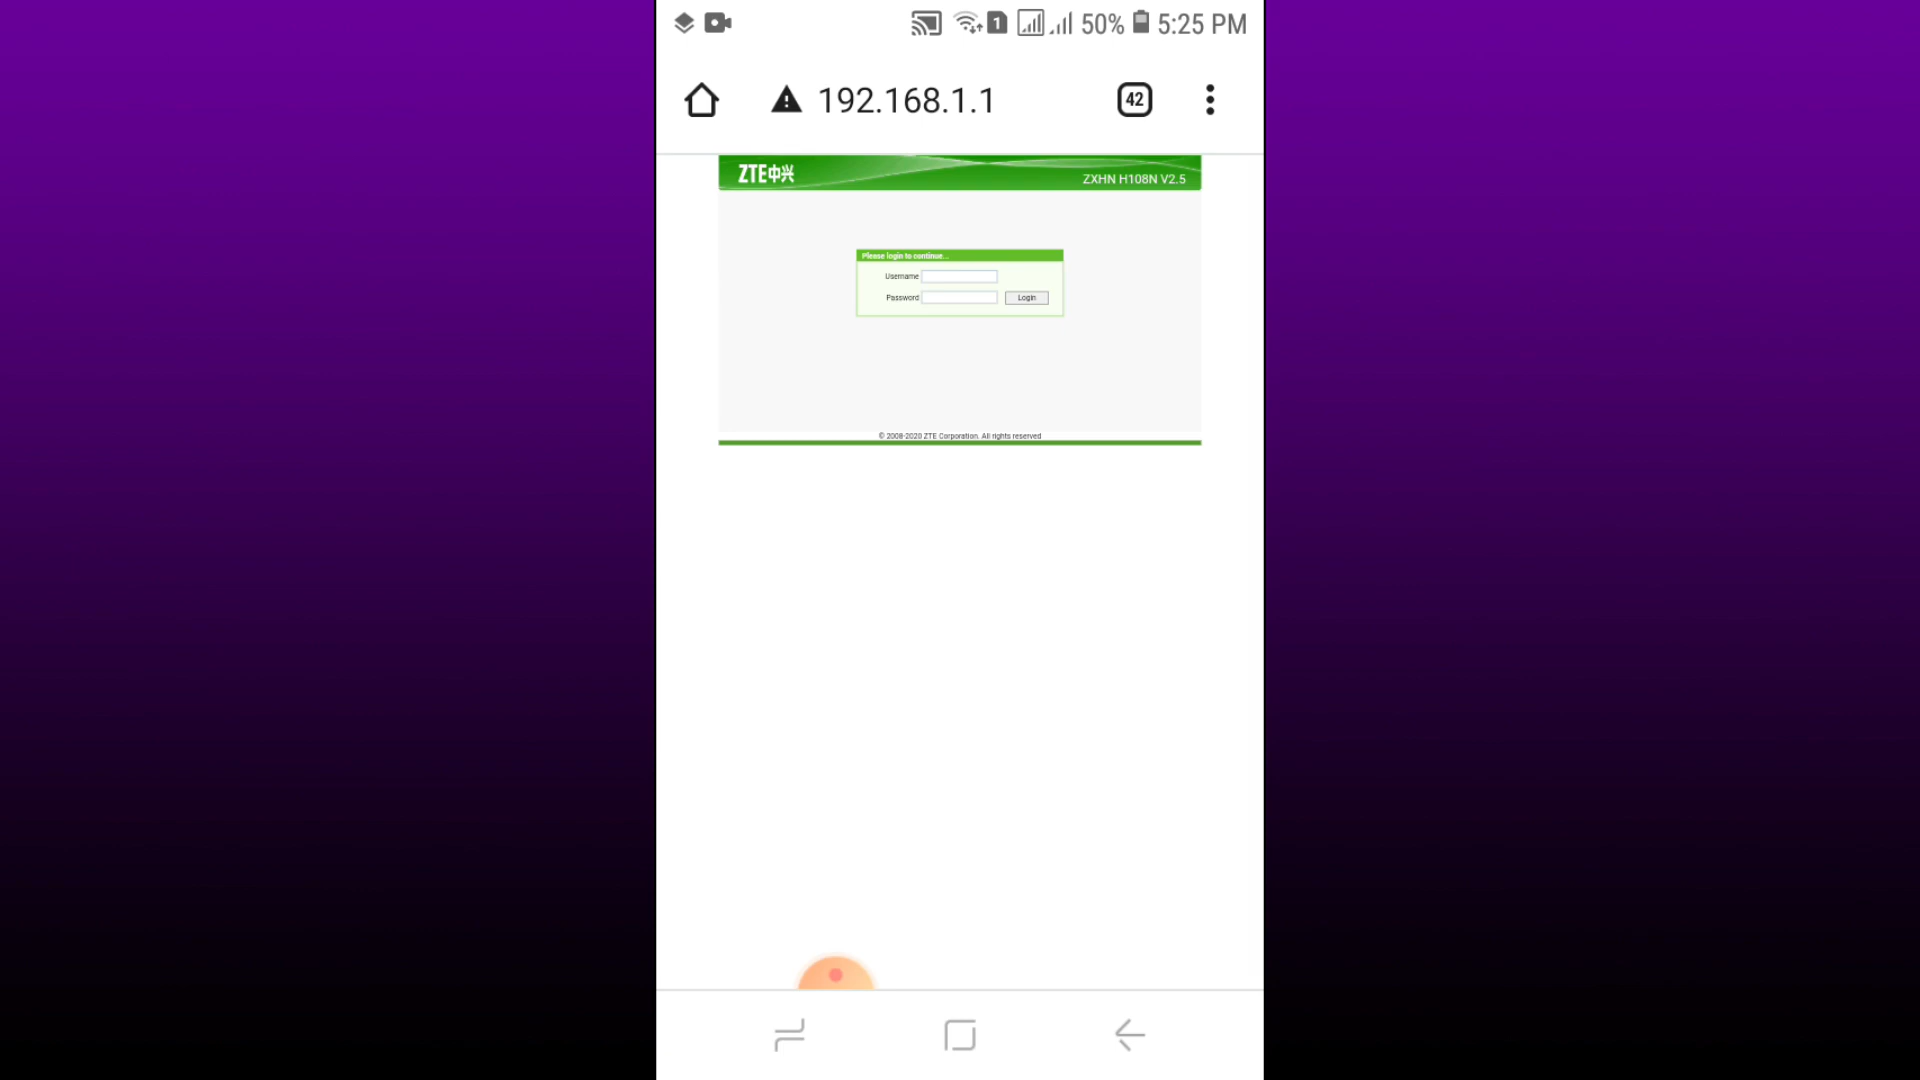 1 50% 5:25 PM
192.168.1.1 42
ZTE中兴
ZXHN H108N V2.5
Please login to continue...
Username
Password Login
© 2008-2020 ZTE Corporation. All rights reserved